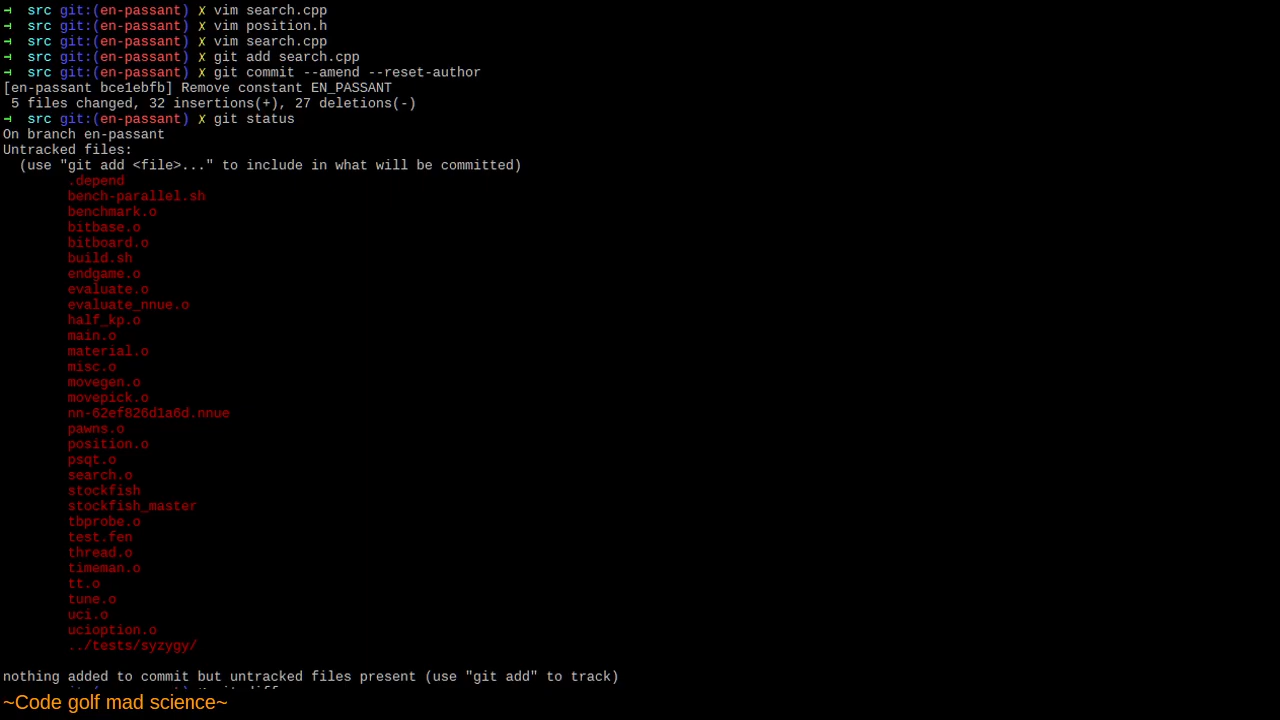 → src git:(en-passant) ✗ vim search.cpp
→ src git:(en-passant) ✗ vim position.h
→ src git:(en-passant) ✗ vim search.cpp
→ src git:(en-passant) ✗ git add search.cpp
→ src git:(en-passant) ✗ git commit --amend --reset-author
[en-passant bce1ebfb] Remove constant EN_PASSANT
 5 files changed, 32 insertions(+), 27 deletions(-)
→ src git:(en-passant) ✗ git status
On branch en-passant
Untracked files:
  (use "git add <file>..." to include in what will be committed)
        .depend
        bench-parallel.sh
        benchmark.o
        bitbase.o
        bitboard.o
        build.sh
        endgame.o
        evaluate.o
        evaluate_nnue.o
        half_kp.o
        main.o
        material.o
        misc.o
        movegen.o
        movepick.o
        nn-62ef826d1a6d.nnue
        pawns.o
        position.o
        psqt.o
        search.o
        stockfish
        stockfish_master
        tbprobe.o
        test.fen
        thread.o
        timeman.o
        tt.o
        tune.o
        uci.o
        ucioption.o
        ../tests/syzygy/
nothing added to commit but untracked files present (use "git add" to track)
~Code golf mad science~